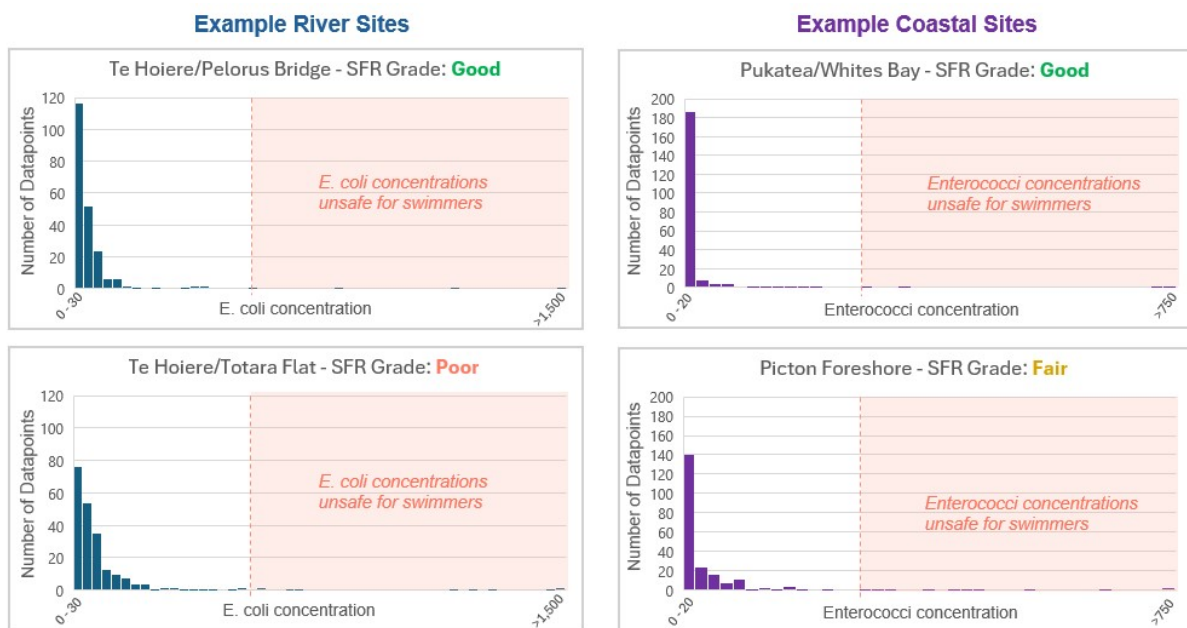 Example River Sites
Example Coastal Sites
Te Hoiere/Pelorus Bridge - SFR Grade: Good
Number of Datapoints
120
100
80
60
40
20
0
E. coli concentrations
unsafe for swimmers
0 - 30
E. coli concentration
>1,500
Pukatea/Whites Bay - SFR Grade: Good
Number of Datapoints
200
180
160
140
120
100
80
60
40
20
0
Enterococci concentrations
unsafe for swimmers
0 - 20
Enterococci concentration
>750
Te Hoiere/Totara Flat - SFR Grade: Poor
Number of Datapoints
120
100
80
60
40
20
0
E. coli concentrations
unsafe for swimmers
0 - 30
E. coli concentration
>1,500
Picton Foreshore - SFR Grade: Fair
Number of Datapoints
200
180
160
140
120
100
80
60
40
20
0
Enterococci concentrations
unsafe for swimmers
0 - 20
Enterococci concentration
>750